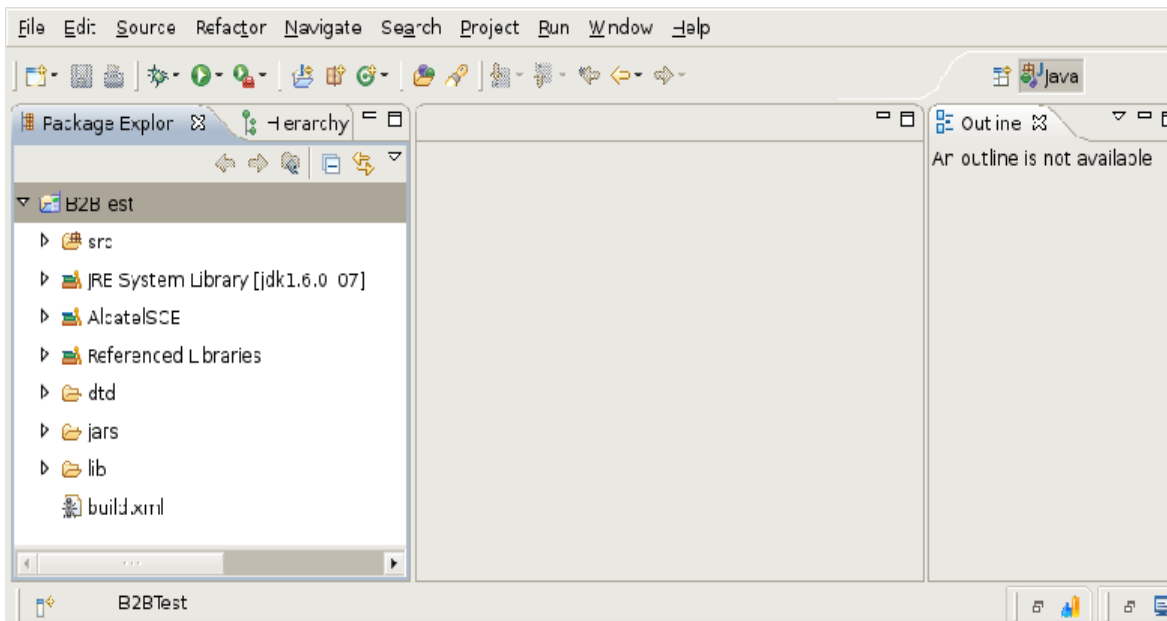 File Edit Source Refactor Navigate Search Project Run Window Help
Java
Package Explor Hierarchy
Outline
An outline is not available
B2BTest
src
JRE System Library [jdk1.6.0_07]
AlcatelSCE
Referenced Libraries
dtd
jars
lib
build.xml
B2BTest